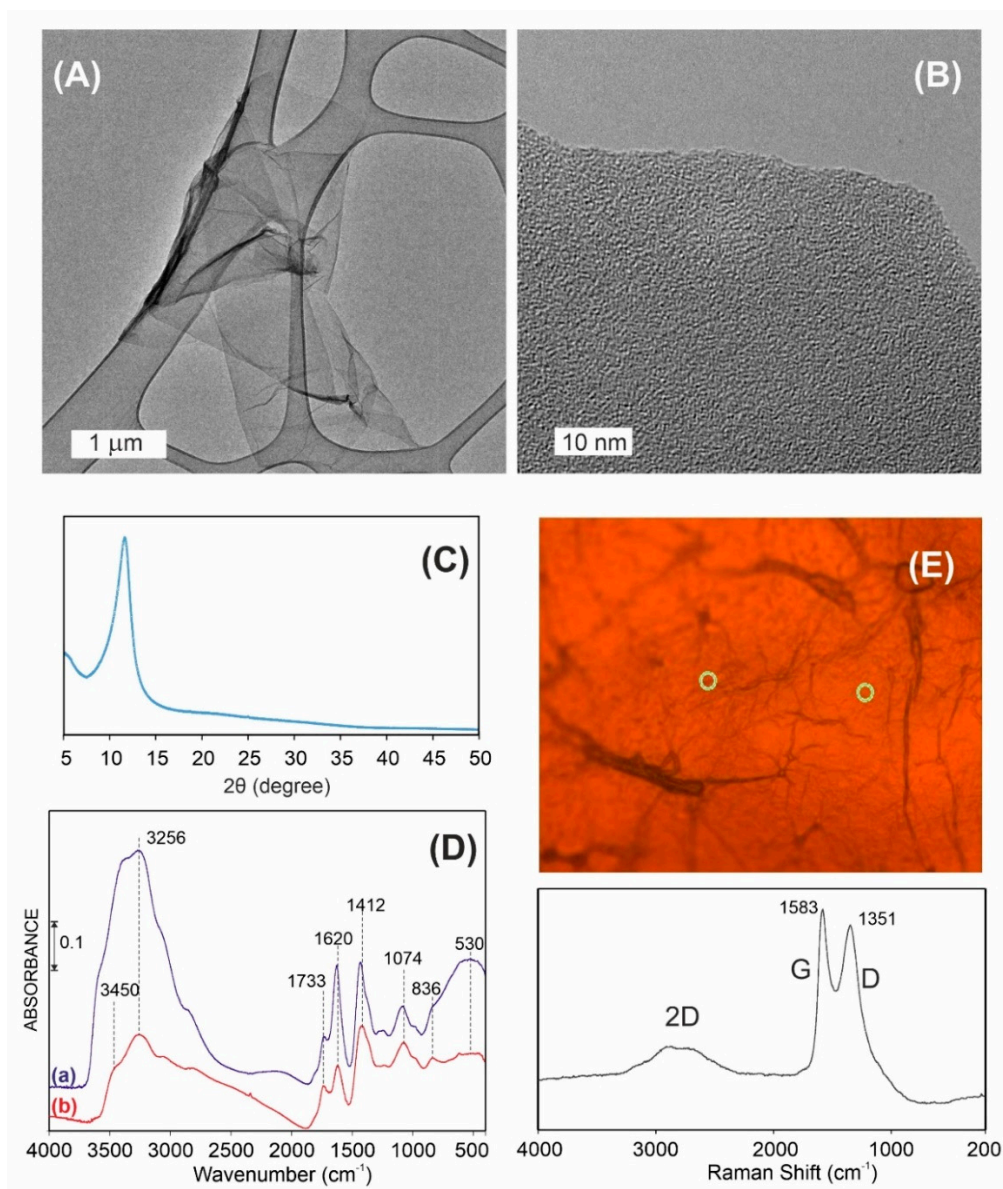 (A)
(B)
1 μm
10 nm
(C)
5 10 15 20 25 30 35 40 45 50
2θ (degree)
(E)
(D)
ABSORBANCE
0.1
3256
3450
1733
1620
1412
1074
836
530
(a)
(b)
4000 3500 3000 2500 2000 1500 1000 500
Wavenumber (cm-1)
1583
1351
G
D
2D
4000 3000 2000 1000 200
Raman Shift (cm-1)